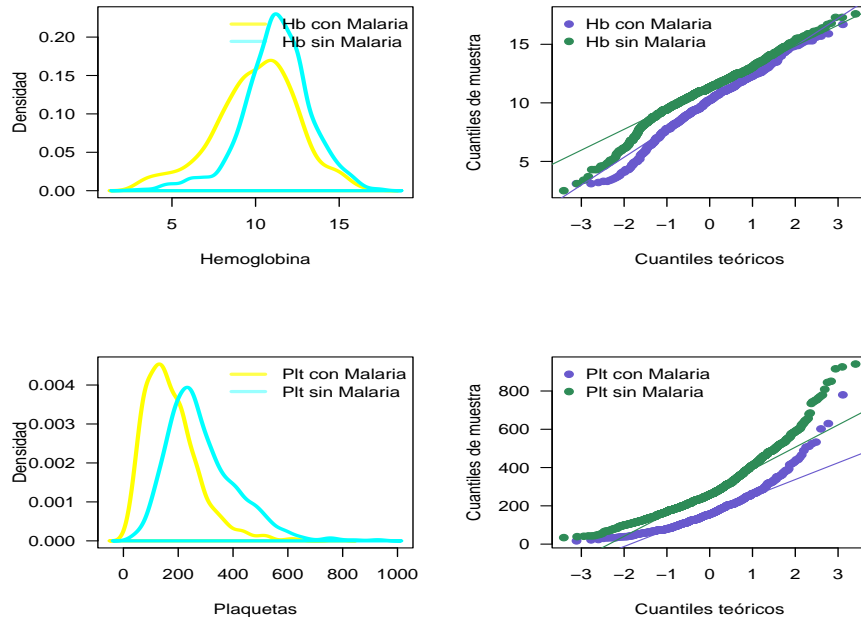 Hb con Malaria
Hb sin Malaria
Densidad
0.20
0.15
0.10
0.05
0.00
5 10 15
Hemoglobina
Hb con Malaria
Hb sin Malaria
Cuantiles de muestra
15
10
5
−3 −2 −1 0 1 2 3
Cuantiles teóricos
Plt con Malaria
Plt sin Malaria
Densidad
0.004
0.003
0.002
0.001
0.000
0 200 400 600 800 1000
Plaquetas
Plt con Malaria
Plt sin Malaria
Cuantiles de muestra
800
600
400
200
0
−3 −2 −1 0 1 2 3
Cuantiles teóricos